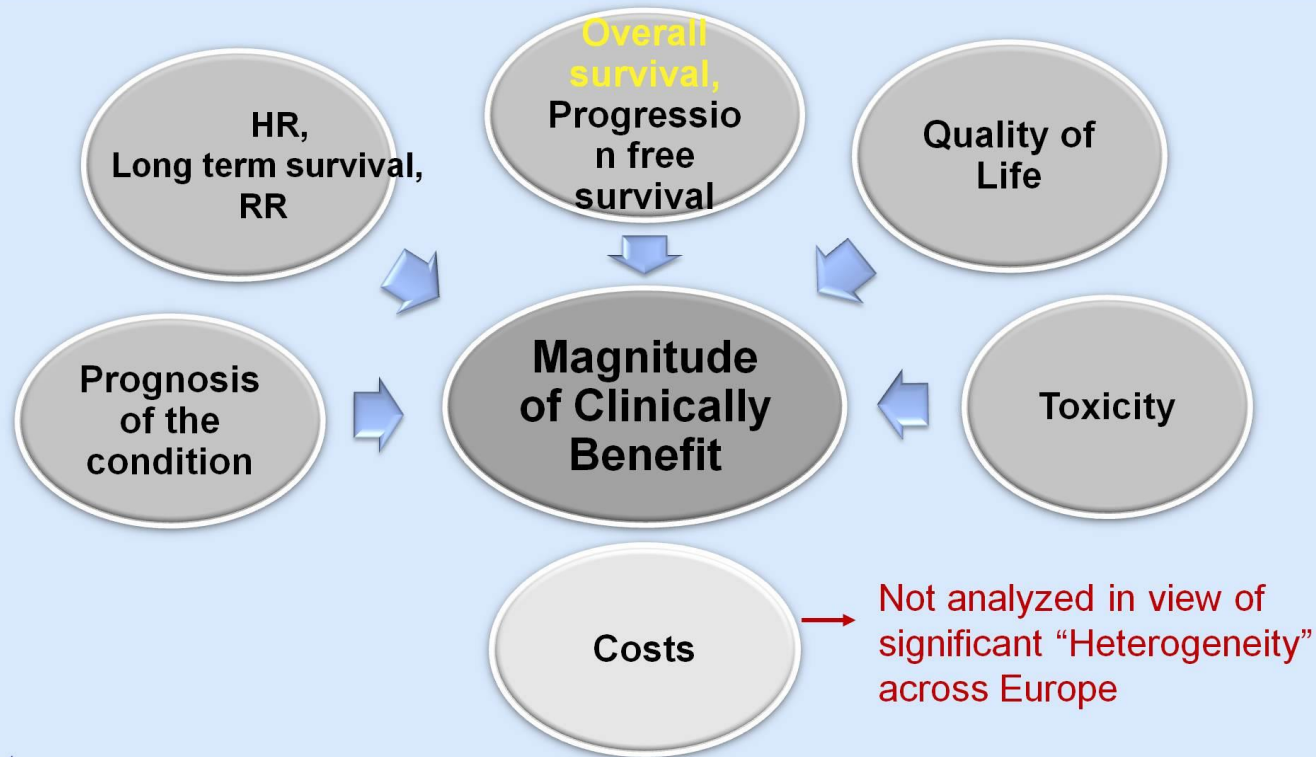 Overall
survival,
Progressio
n free
survival
HR,
Long term survival,
RR
Quality of
Life
Prognosis
of the
condition
Magnitude
of Clinically
Benefit
Toxicity
Costs
Not analyzed in view of
significant “Heterogeneity”
across Europe